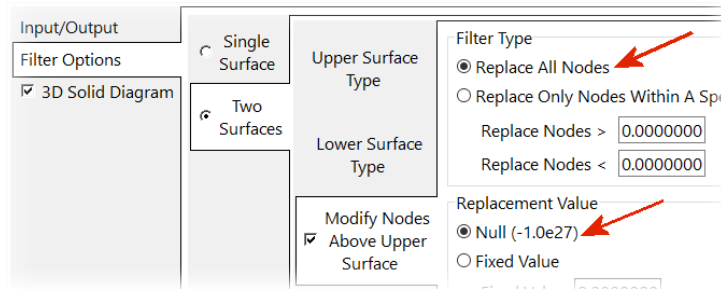 Input/Output
Filter Options
3D Solid Diagram
Single
Surface
Two
Surfaces
Upper Surface
Type
Lower Surface
Type
Modify Nodes
Above Upper
Surface
Filter Type
Replace All Nodes
Replace Only Nodes Within A Spe
Replace Nodes > 0.0000000
Replace Nodes < 0.0000000
Replacement Value
Null (-1.0e27)
Fixed Value